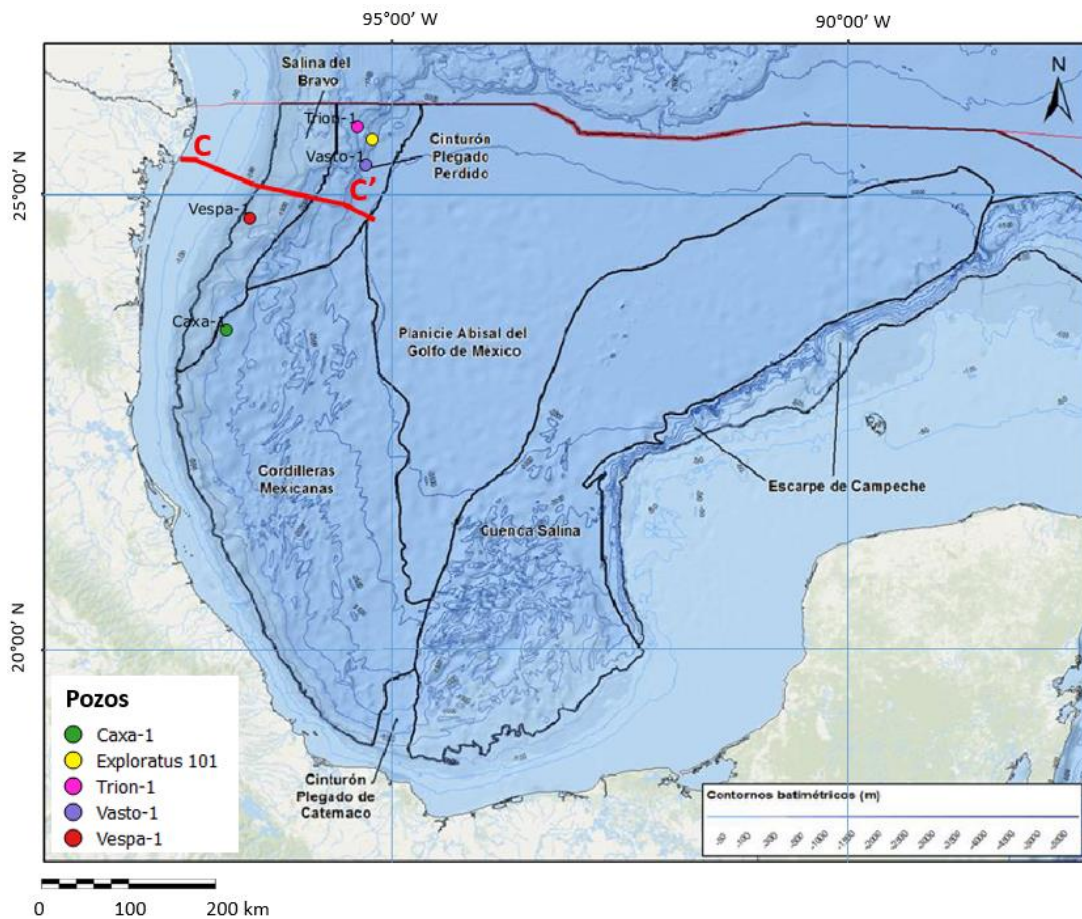 95°00’ W
90°00’ W
Salina del
Bravo
N
Trion-1
C
Vasto-1
Cinturón
Plegado
Perdido
25°00’ N
C’
Vespa-1
Caxa-1
Planicie Abisal del
Golfo de México
Cordilleras
Mexicanas
Escarpe de Campeche
Cuenca Salina
20°00’ N
Pozos
Caxa-1
Exploratus 101
Trion-1
Vasto-1
Vespa-1
Cinturón
Plegado de
Catemaco
Contornos batimétricos (m)
0
100
200 km